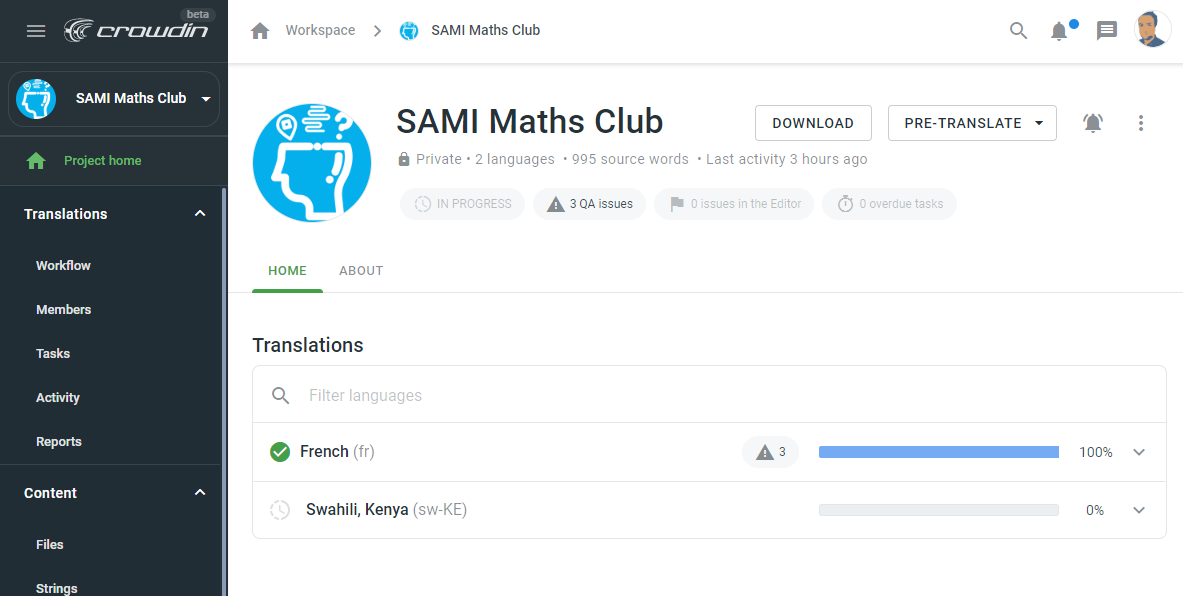 beta
crowdin
Workspace
SAMI Maths Club
SAMI Maths Club
Project home
Translations
Workflow
Members
Tasks
Activity
Reports
Content
Files
Strings
SAMI Maths Club
DOWNLOAD
PRE-TRANSLATE
Private • 2 languages • 995 source words • Last activity 3 hours ago
IN PROGRESS
3 QA issues
0 issues in the Editor
0 overdue tasks
HOME
ABOUT
Translations
Filter languages
French (fr)
3
100%
Swahili, Kenya (sw-KE)
0%